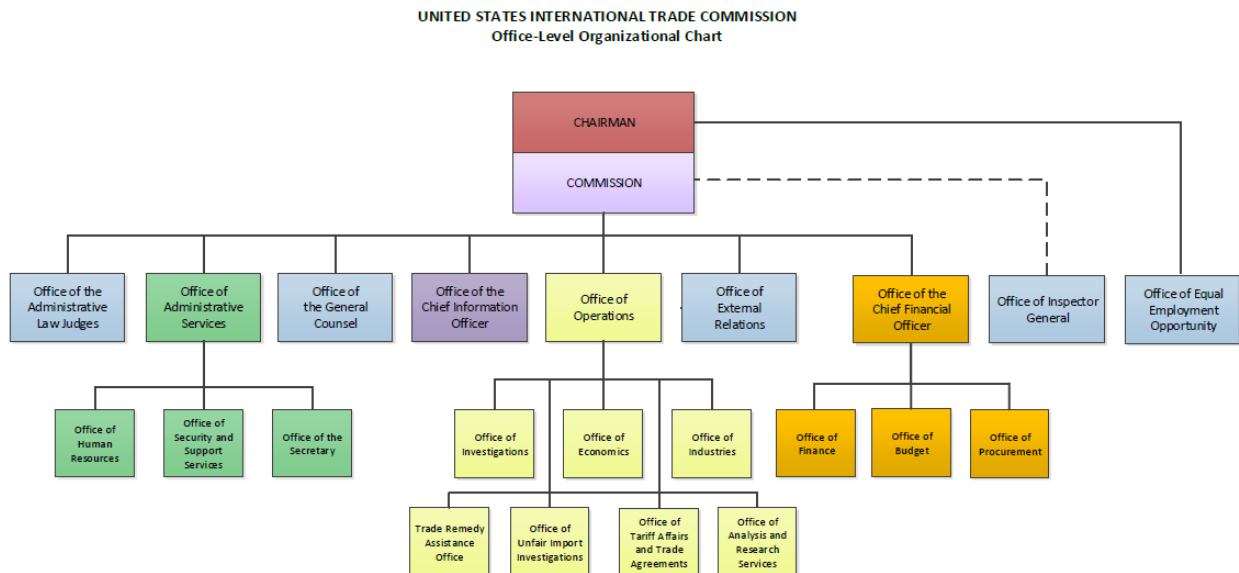 UNITED STATES INTERNATIONAL TRADE COMMISSION
Office-Level Organizational Chart
CHAIRMAN
COMMISSION
Office of the
Administrative
Law Judges
Office of
Administrative
Services
Office of
the General
Counsel
Office of the
Chief Information
Officer
Office of
Operations
Office of
External
Relations
Office of the
Chief Financial
Officer
Office of Inspector
General
Office of Equal
Employment
Opportunity
Office of
Human
Resources
Office of
Security and
Support
Services
Office of the
Secretary
Office of
Investigations
Office of
Economics
Office of
Industries
Office of
Finance
Office of
Budget
Office of
Procurement
Trade Remedy
Assistance
Office
Office of
Unfair Import
Investigations
Office of
Tariff Affairs
and Trade
Agreements
Office of
Analysis and
Research
Services